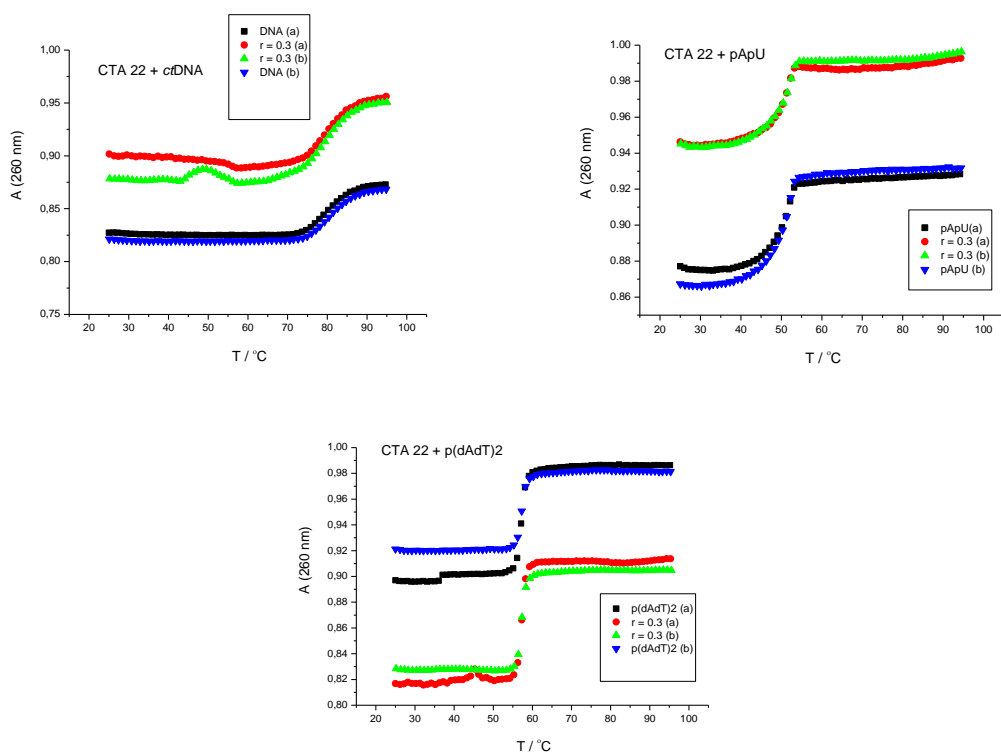 CTA 22 + ctDNA
DNA (a)
r = 0.3 (a)
r = 0.3 (b)
DNA (b)
1,00
0,95
0,90
0,85
0,80
0,75
A (260 nm)
20 30 40 50 60 70 80 90 100
T / °C
CTA 22 + pApU
1.00
0.98
0.96
0.94
0.92
0.90
0.88
0.86
A (260 nm)
pApU(a)
r = 0.3 (a)
r = 0.3 (b)
pApU (b)
20 30 40 50 60 70 80 90 100
T / °C
CTA 22 + p(dAdT)2
1,00
0,98
0,96
0,94
0,92
0,90
0,88
0,86
0,84
0,82
0,80
A (260 nm)
p(dAdT)2 (a)
r = 0.3 (a)
r = 0.3 (b)
p(dAdT)2 (b)
20 30 40 50 60 70 80 90 100
T / °C